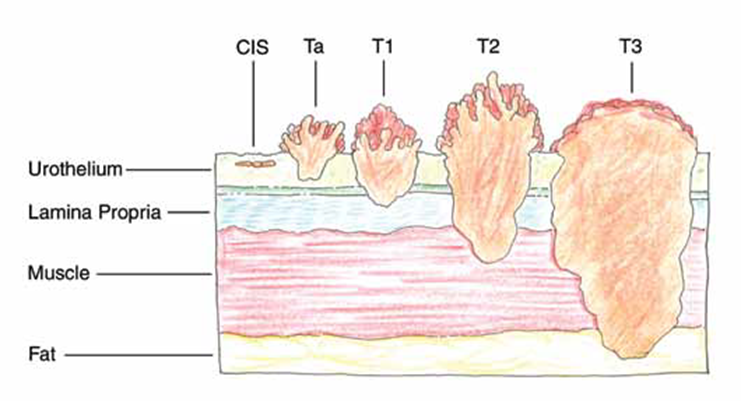 CIS Ta T1 T2 T3
Urothelium
Lamina Propria
Muscle
Fat